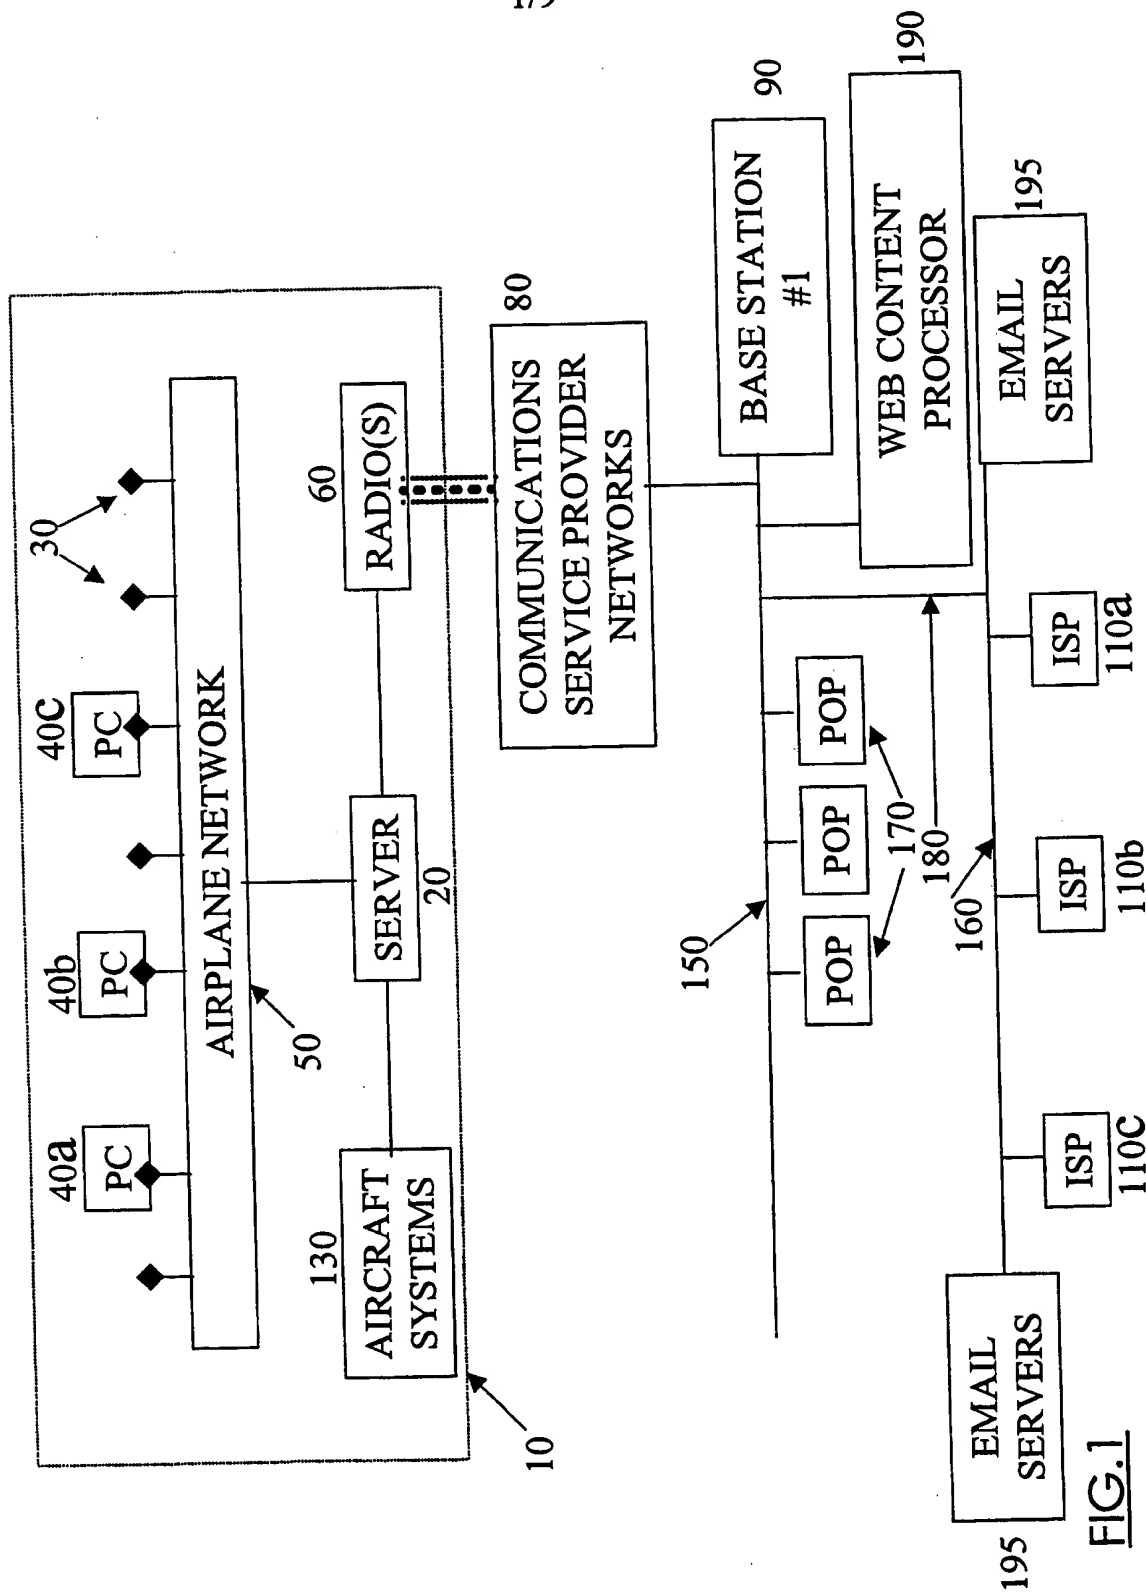 40a
40b
40c
30
PC
PC
PC
AIRPLANE NETWORK
50
130
60
AIRCRAFT
SYSTEMS
SERVER
RADIO(S)
20
10
80
COMMUNICATIONS
SERVICE PROVIDER
NETWORKS
150
BASE STATION
#1
90
POP
POP
POP
170
180
WEB CONTENT
PROCESSOR
190
160
EMAIL
SERVERS
195
EMAIL
SERVERS
195
ISP
ISP
ISP
110c
110b
110a
FIG.1